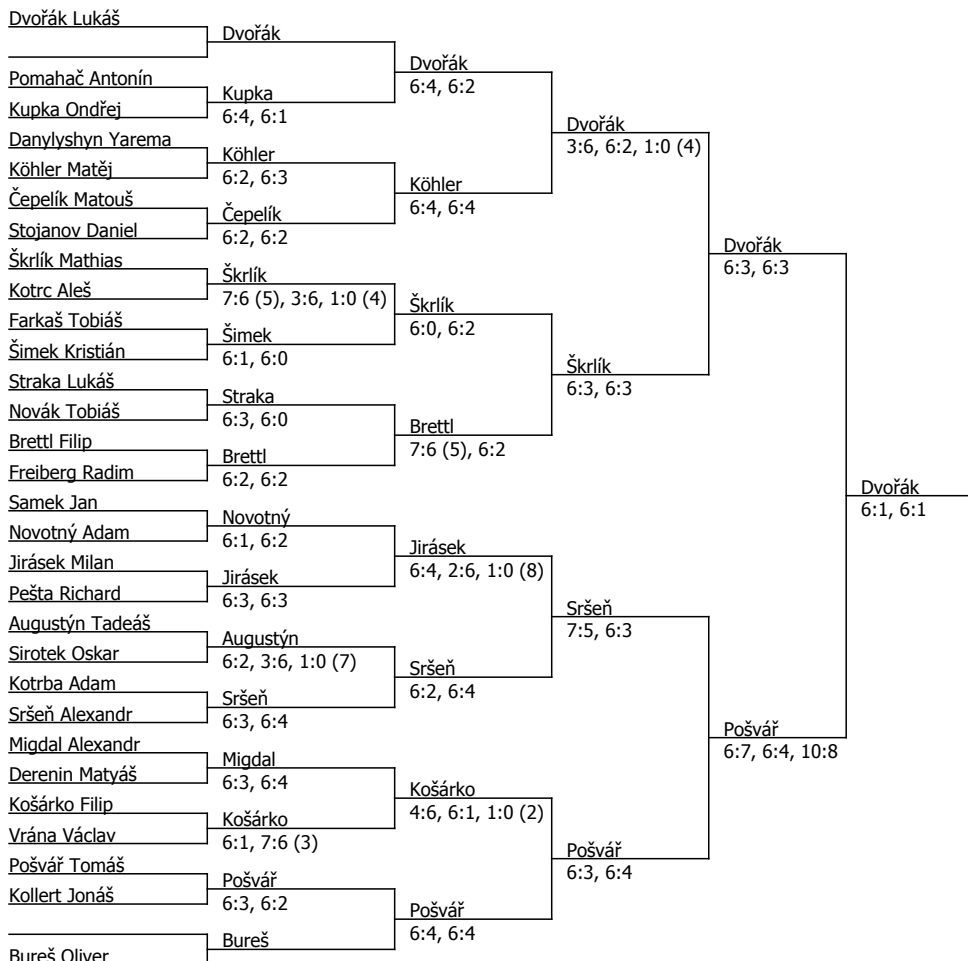 Dvořák Lukáš
Dvořák
Dvořák
6:4, 6:2
Pomahač Antonín
Kupka
6:4, 6:1
Kupka Ondřej
Dvořák
3:6, 6:2, 1:0 (4)
Danylyshyn Yarema
Köhler
6:2, 6:3
Köhler Matěj
Köhler
6:4, 6:4
Čepelík Matouš
Čepelík
6:2, 6:2
Stojanov Daniel
Dvořák
6:3, 6:3
Škrlík Mathias
Škrlík
7:6 (5), 3:6, 1:0 (4)
Kotrc Aleš
Škrlík
6:0, 6:2
Farkaš Tobiáš
Šimek
6:1, 6:0
Šimek Kristián
Škrlík
6:3, 6:3
Straka Lukáš
Straka
6:3, 6:0
Novák Tobiáš
Brettl
7:6 (5), 6:2
Brettl Filip
Brettl
6:2, 6:2
Freiberg Radim
Dvořák
6:1, 6:1
Samek Jan
Novotný
6:1, 6:2
Novotný Adam
Jirásek
6:4, 2:6, 1:0 (8)
Jirásek Milan
Jirásek
6:3, 6:3
Pešta Richard
Sršeň
7:5, 6:3
Augustýn Tadeáš
Augustýn
6:2, 3:6, 1:0 (7)
Sirotek Oskar
Sršeň
6:2, 6:4
Kotrba Adam
Sršeň
6:3, 6:4
Sršeň Alexandr
Pošvář
6:7, 6:4, 10:8
Migdal Alexandr
Migdal
6:3, 6:4
Derenin Matyáš
Košárko
4:6, 6:1, 1:0 (2)
Košárko Filip
Košárko
6:1, 7:6 (3)
Vrána Václav
Pošvář
6:3, 6:4
Pošvář Tomáš
Pošvář
6:3, 6:2
Kollert Jonáš
Pošvář
6:4, 6:4
Bureš
Bureš Oliver